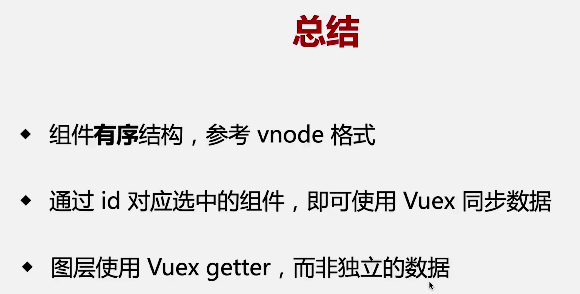 总结
◆ 组件有序结构，参考 vnode 格式
◆ 通过 id 对应选中的组件，即可使用 Vuex 同步数据
◆ 图层使用 Vuex getter，而非独立的数据